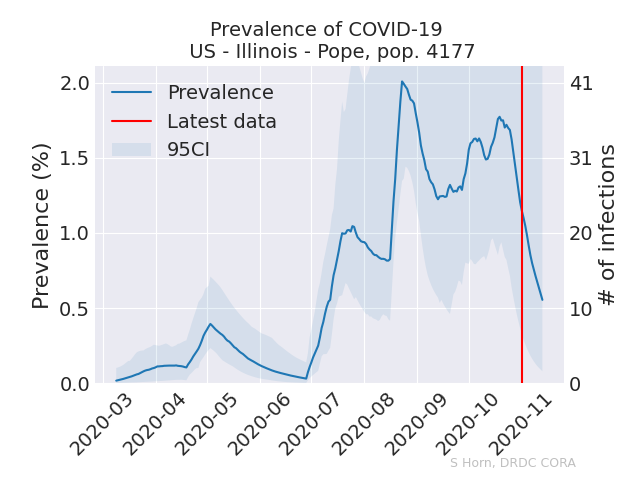 Prevalence of COVID-19
US - Illinois - Pope, pop. 4177
Prevalence
Latest data
95CI
Prevalence (%)
2.0
1.5
1.0
0.5
0.0
# of infections
41
31
20
10
0
2020-03
2020-04
2020-05
2020-06
2020-07
2020-08
2020-09
2020-10
2020-11
S Horn, DRDC CORA